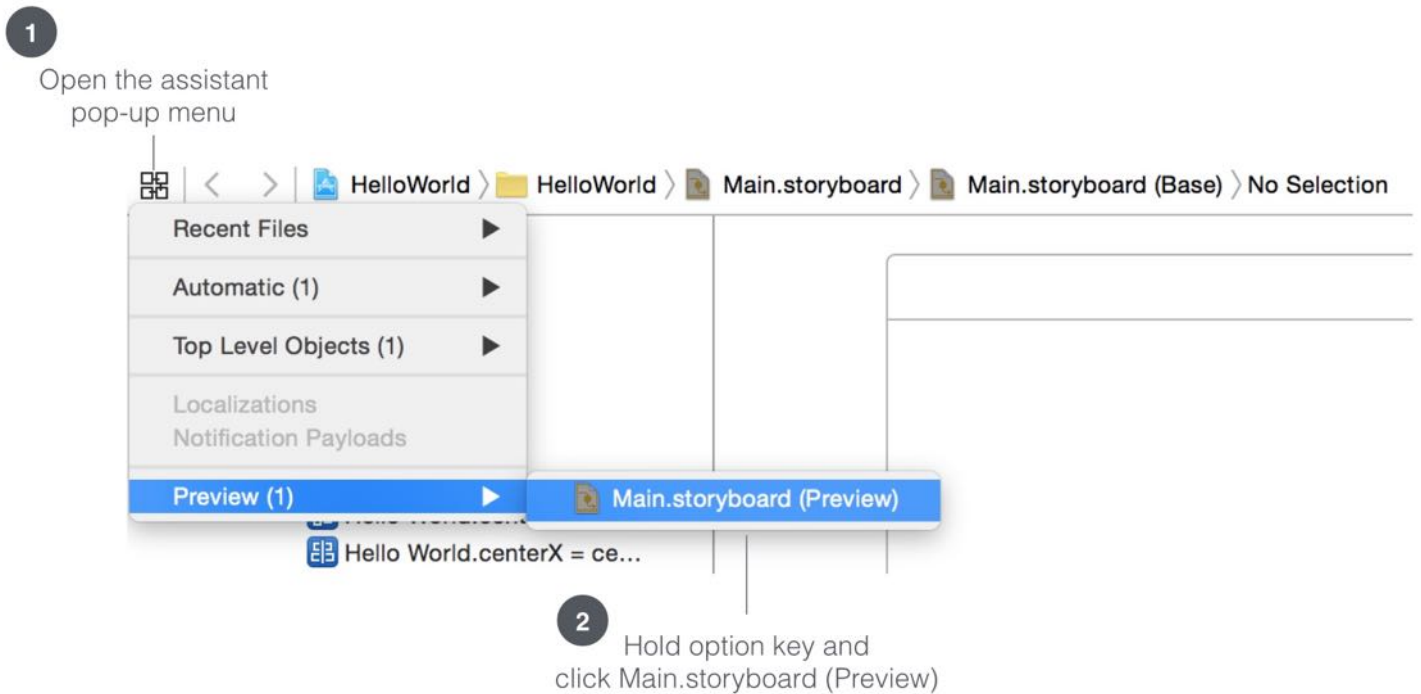 1
Open the assistant
pop-up menu
HelloWorld HelloWorld Main.storyboard Main.storyboard (Base) No Selection
Recent Files
Automatic (1)
Top Level Objects (1)
Localizations
Notification Payloads
Preview (1) Main.storyboard (Preview)
Hello World.centerX = ce...
2
Hold option key and
click Main.storyboard (Preview)